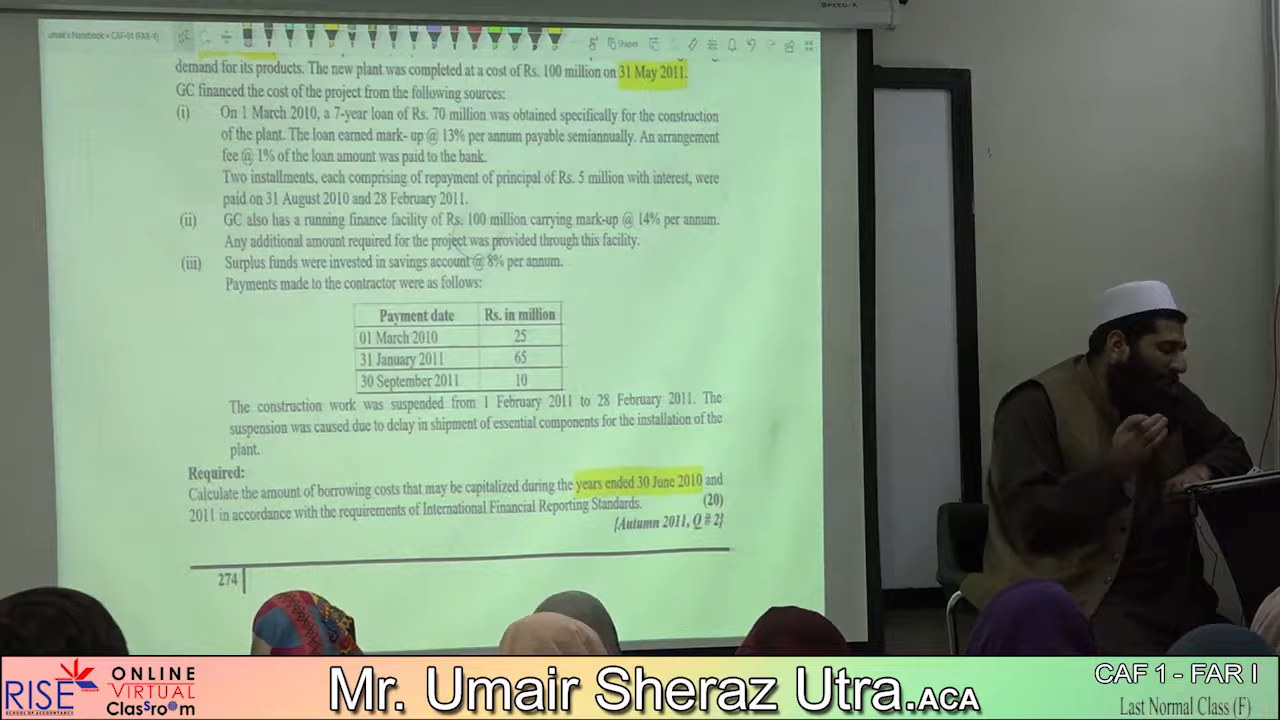 SPEED-X
umair's Notebook > CAF-01 (FAR-1)
Shapes
demand for its products. The new plant was completed at a cost of Rs. 100 million on 31 May 2011.
GC financed the cost of the project from the following sources:
(i) On 1 March 2010, a 7-year loan of Rs. 70 million was obtained specifically for the construction
of the plant. The loan earned mark- up @ 13% per annum payable semiannually. An arrangement
fee @ 1% of the loan amount was paid to the bank.
Two installments, each comprising of repayment of principal of Rs. 5 million with interest, were
paid on 31 August 2010 and 28 February 2011.
(ii) GC also has a running finance facility of Rs. 100 million carrying mark-up @ 14% per annum.
Any additional amount required for the project was provided through this facility.
(iii) Surplus funds were invested in savings account @ 8% per annum.
Payments made to the contractor were as follows:
Payment date Rs. in million
01 March 2010 25
31 January 2011 65
30 September 2011 10
The construction work was suspended from 1 February 2011 to 28 February 2011. The
suspension was caused due to delay in shipment of essential components for the installation of the
plant.
Required:
Calculate the amount of borrowing costs that may be capitalized during the years ended 30 June 2010 and
2011 in accordance with the requirements of International Financial Reporting Standards. (20)
{Autumn 2011, Q # 2}
274
RISE
SCHOOL OF ACCOUNTANCY
ONLINE
VIRTUAL
Classroom
Mr. Umair Sheraz Utra.ACA
CAF 1 - FAR I
Last Normal Class (F)